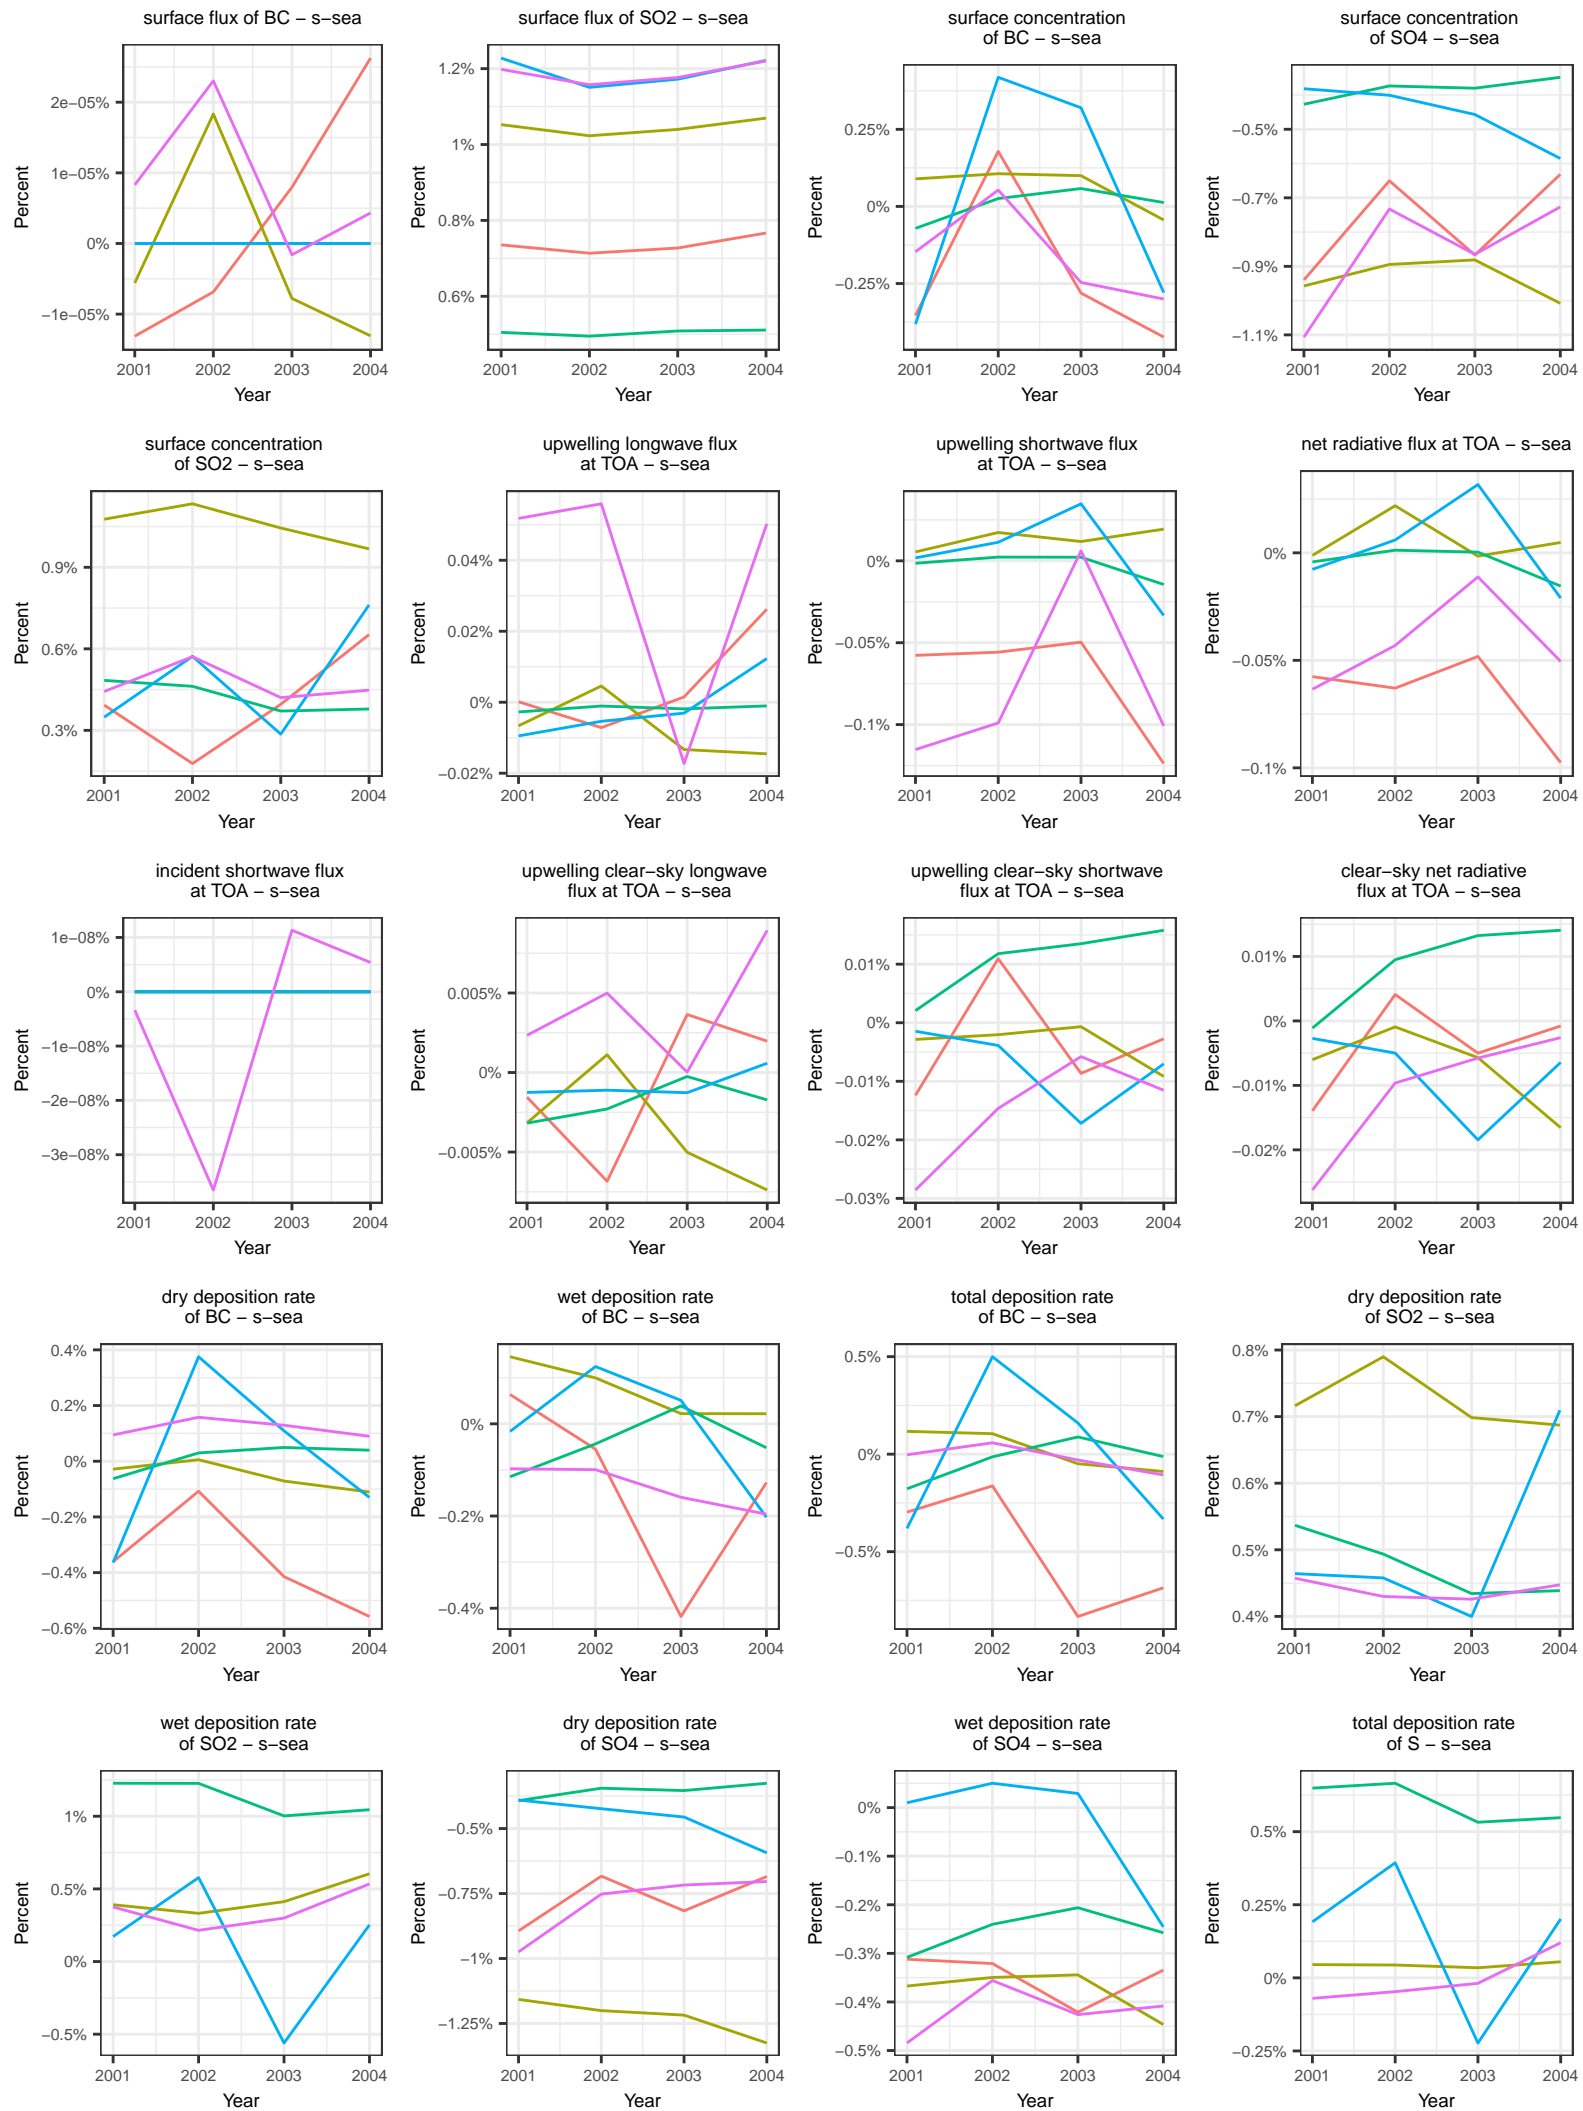 surface flux of BC − s−sea
Percent
2e−05%
1e−05%
0%
−1e−05%
2001 2002 2003 2004
Year
surface flux of SO2 − s−sea
Percent
1.2%
1%
0.8%
0.6%
2001 2002 2003 2004
Year
surface concentration
of BC − s−sea
Percent
0.25%
0%
−0.25%
2001 2002 2003 2004
Year
surface concentration
of SO4 − s−sea
Percent
−0.5%
−0.7%
−0.9%
−1.1%
2001 2002 2003 2004
Year
surface concentration
of SO2 − s−sea
Percent
0.9%
0.6%
0.3%
2001 2002 2003 2004
Year
upwelling longwave flux
at TOA − s−sea
Percent
0.04%
0.02%
0%
−0.02%
2001 2002 2003 2004
Year
upwelling shortwave flux
at TOA − s−sea
Percent
0%
−0.05%
−0.1%
2001 2002 2003 2004
Year
net radiative flux at TOA − s−sea
Percent
0%
−0.05%
−0.1%
2001 2002 2003 2004
Year
incident shortwave flux
at TOA − s−sea
Percent
1e−08%
0%
−1e−08%
−2e−08%
−3e−08%
2001 2002 2003 2004
Year
upwelling clear−sky longwave
flux at TOA − s−sea
Percent
0.005%
0%
−0.005%
2001 2002 2003 2004
Year
upwelling clear−sky shortwave
flux at TOA − s−sea
Percent
0.01%
0%
−0.01%
−0.02%
−0.03%
2001 2002 2003 2004
Year
clear−sky net radiative
flux at TOA − s−sea
Percent
0.01%
0%
−0.01%
−0.02%
2001 2002 2003 2004
Year
dry deposition rate
of BC − s−sea
Percent
0.4%
0.2%
0%
−0.2%
−0.4%
−0.6%
2001 2002 2003 2004
Year
wet deposition rate
of BC − s−sea
Percent
0%
−0.2%
−0.4%
2001 2002 2003 2004
Year
total deposition rate
of BC − s−sea
Percent
0.5%
0%
−0.5%
2001 2002 2003 2004
Year
dry deposition rate
of SO2 − s−sea
Percent
0.8%
0.7%
0.6%
0.5%
0.4%
2001 2002 2003 2004
Year
wet deposition rate
of SO2 − s−sea
Percent
1%
0.5%
0%
−0.5%
2001 2002 2003 2004
Year
dry deposition rate
of SO4 − s−sea
Percent
−0.5%
−0.75%
−1%
−1.25%
2001 2002 2003 2004
Year
wet deposition rate
of SO4 − s−sea
Percent
0%
−0.1%
−0.2%
−0.3%
−0.4%
−0.5%
2001 2002 2003 2004
Year
total deposition rate
of S − s−sea
Percent
0.5%
0.25%
0%
−0.25%
2001 2002 2003 2004
Year